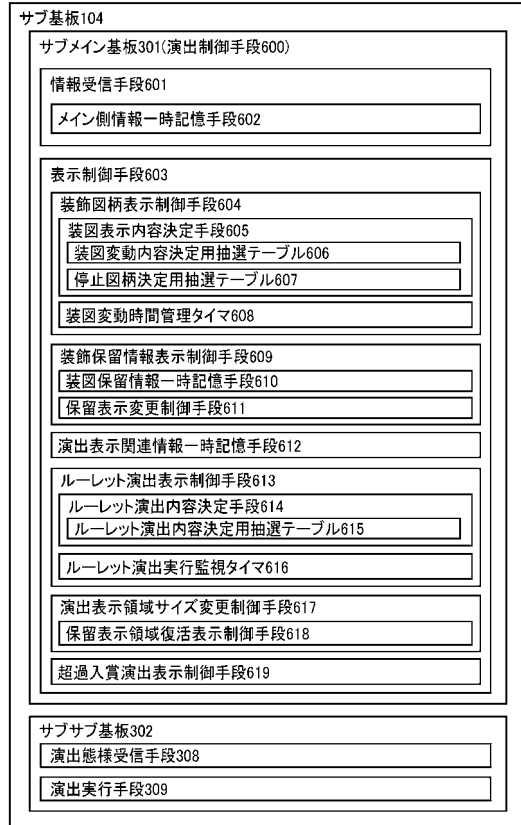 サブ基板104
サブメイン基板301(演出制御手段600)
情報受信手段601
メイン側情報一時記憶手段602
表示制御手段603
装飾図柄表示制御手段604
装図表示内容決定手段605
装図変動内容決定用抽選テーブル606
停止図柄決定用抽選テーブル607
装図変動時間管理タイマ608
装飾保留情報表示制御手段609
装図保留情報一時記憶手段610
保留表示変更制御手段611
演出表示関連情報一時記憶手段612
ルーレット演出表示制御手段613
ルーレット演出内容決定手段614
ルーレット演出内容決定用抽選テーブル615
ルーレット演出実行監視タイマ616
演出表示領域サイズ変更制御手段617
保留表示領域復活表示制御手段618
超過入賞演出表示制御手段619
サブサブ基板302
演出態様受信手段308
演出実行手段309